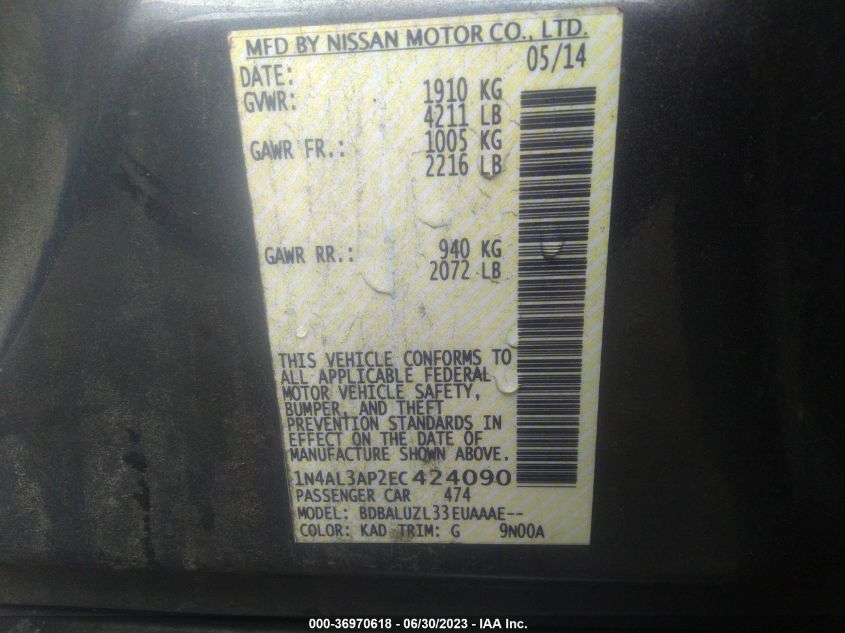 MFD BY NISSAN MOTOR CO., LTD.
DATE: 05/14
GVWR: 1910 KG
4211 LB
GAWR FR.: 1005 KG
2216 LB
GAWR RR.: 940 KG
2072 LB
THIS VEHICLE CONFORMS TO
ALL APPLICABLE FEDERAL
MOTOR VEHICLE SAFETY,
BUMPER, AND THEFT
PREVENTION STANDARDS IN
EFFECT ON THE DATE OF
MANUFACTURE SHOWN ABOVE.
1N4AL3AP2EC424090
PASSENGER CAR 474
MODEL: BDBALUZL33EUAAAE--
COLOR: KAD TRIM: G 9N00A
000-36970618 - 06/30/2023 - IAA Inc.